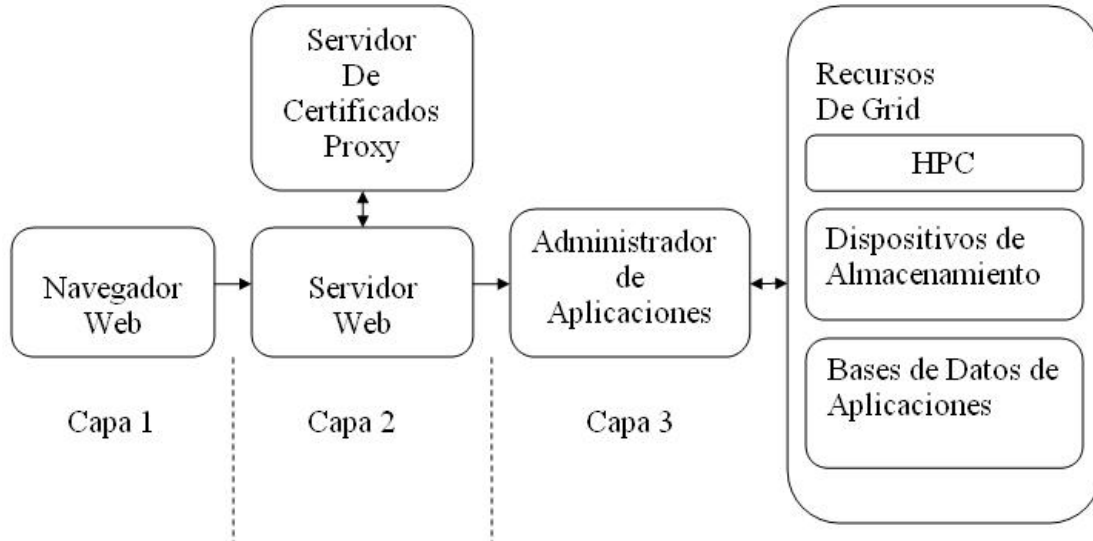 Servidor
De
Certificados
Proxy
Navegador
Web
Servidor
Web
Administrador
de
Aplicaciones
Recursos
De Grid
HPC
Dispositivos de
Almacenamiento
Bases de Datos de
Aplicaciones
Capa 1
Capa 2
Capa 3